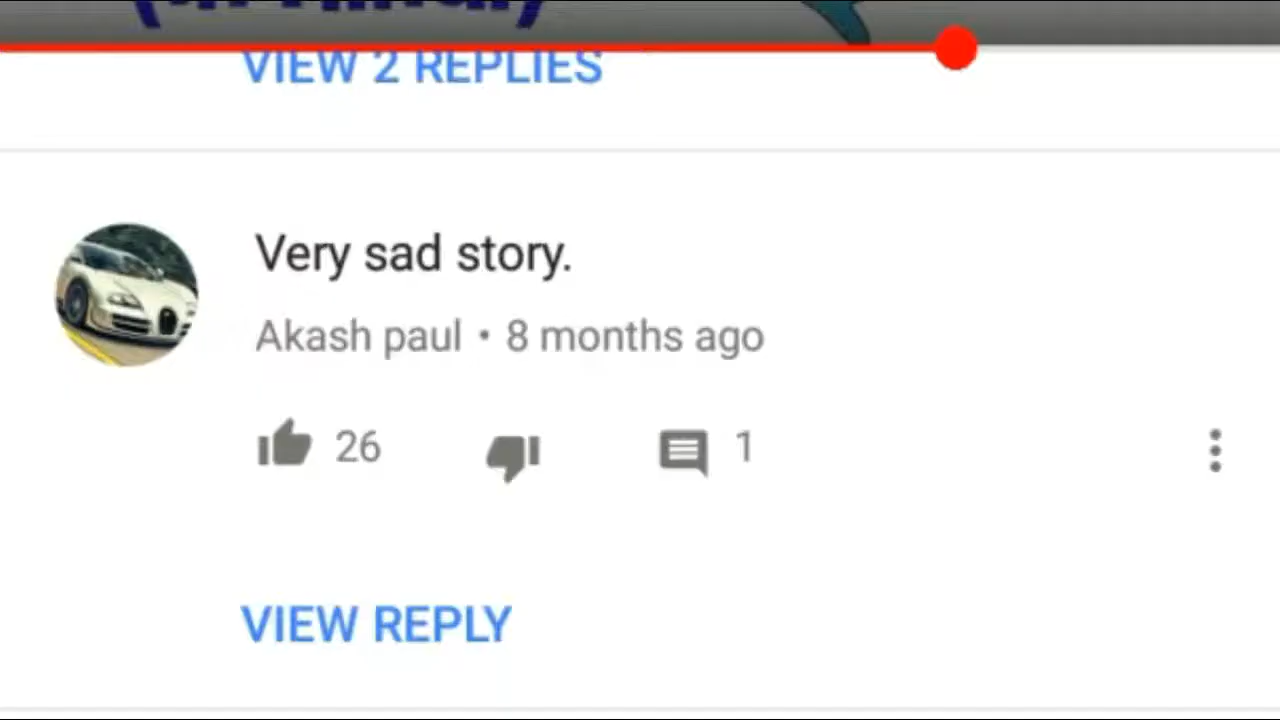 VIEW 2 REPLIES
Very sad story.
Akash paul • 8 months ago
26
1
VIEW REPLY